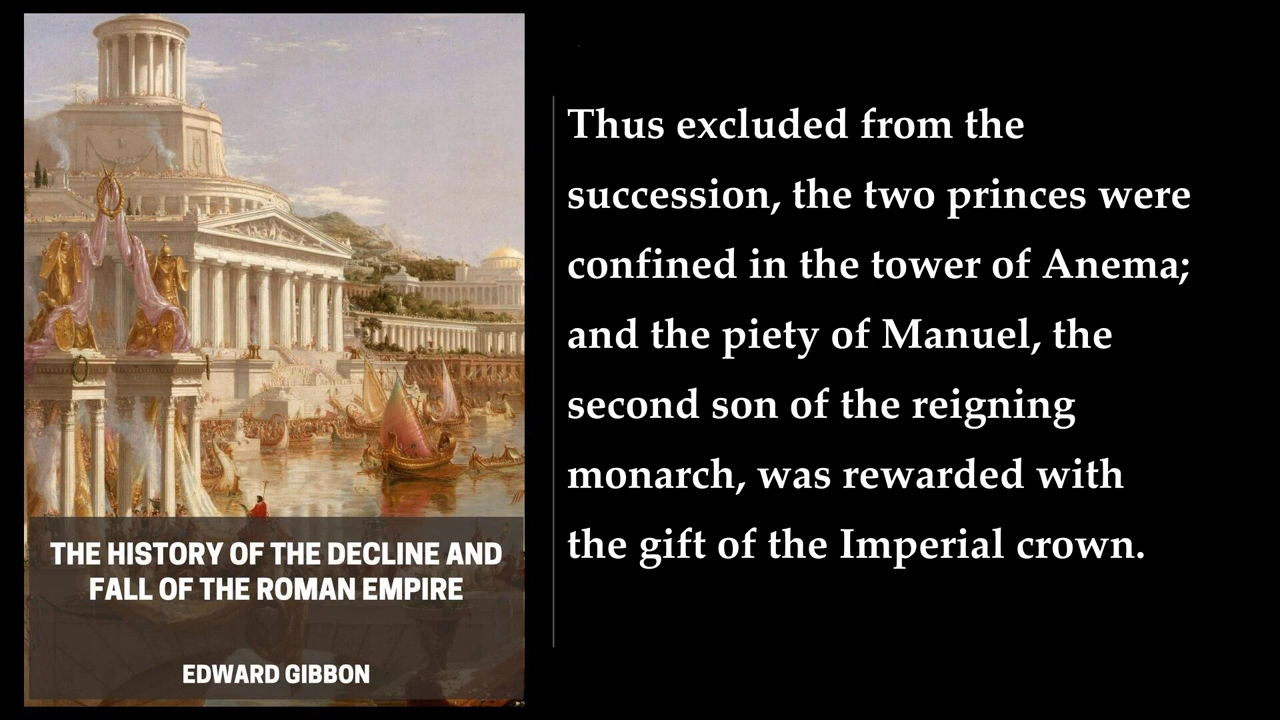 THE HISTORY OF THE DECLINE AND
FALL OF THE ROMAN EMPIRE
EDWARD GIBBON
Thus excluded from the
succession, the two princes were
confined in the tower of Anema;
and the piety of Manuel, the
second son of the reigning
monarch, was rewarded with
the gift of the Imperial crown.